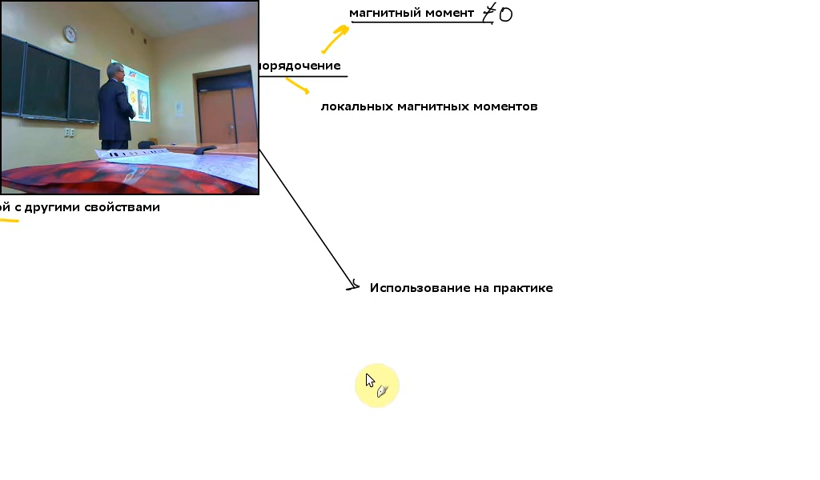 магнитный момент ≠ 0
порядочение
локальных магнитных моментов
ой с другими свойствами
Использование на практике